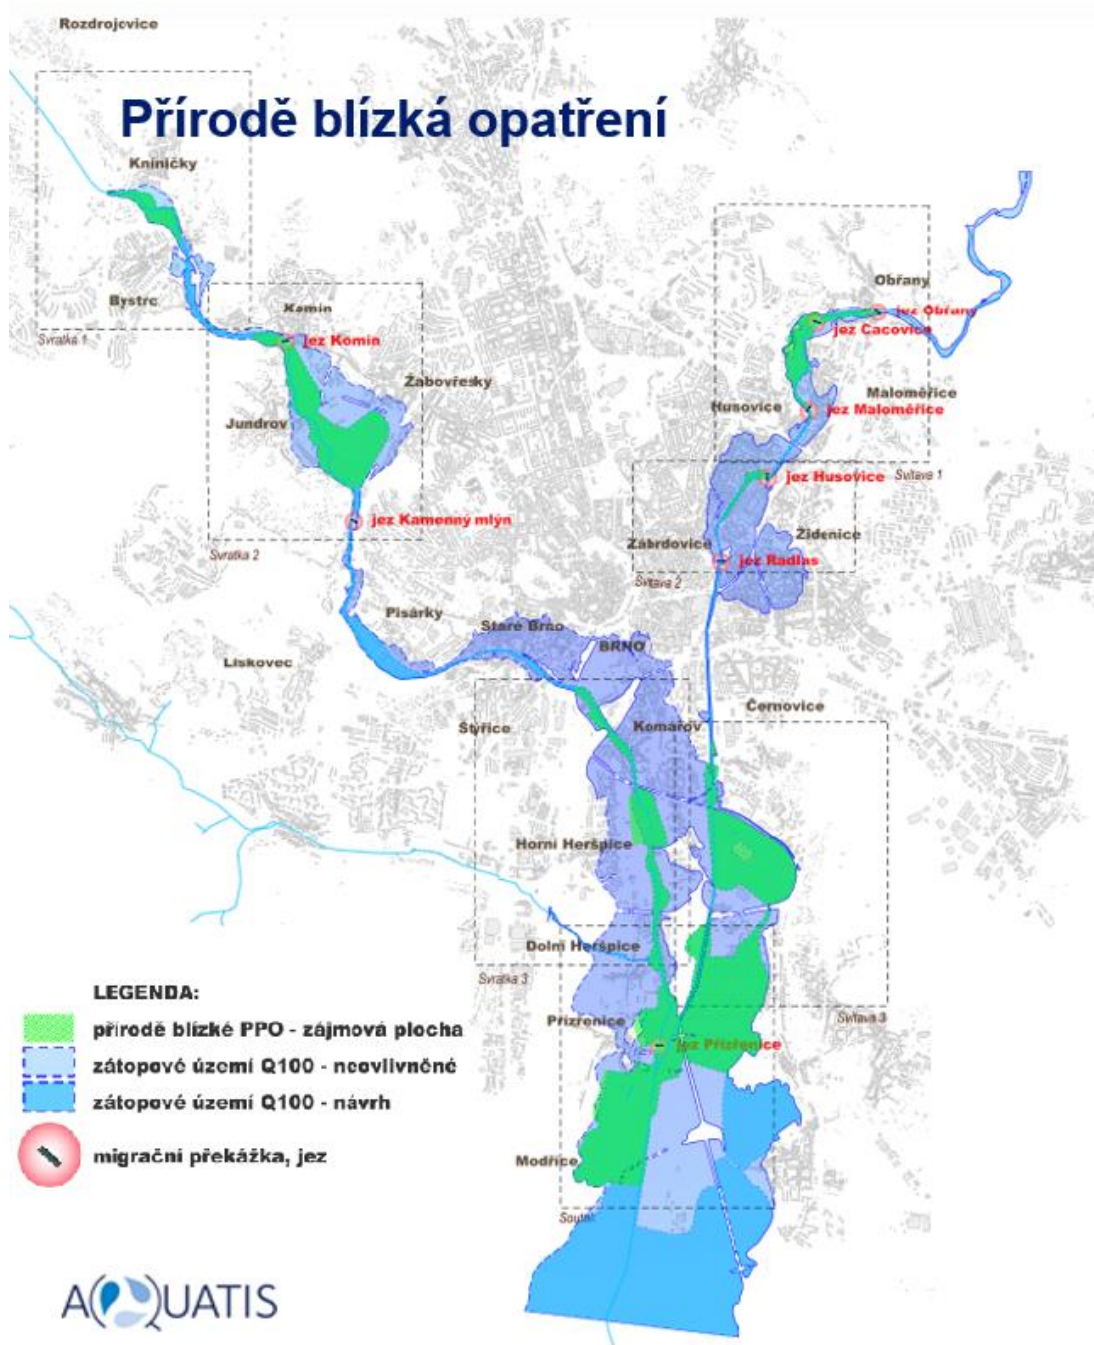 Rozdrojovice
Přírodě blízká opatření
Kníničky
Obřany
Bystrc
Komín
jez Obřany
Svratka 1
jez Komín
jez Cacovice
Žabovřesky
Maloměřice
Husovice
jez Maloměřice
Jundrov
jez Husovice
Svitava 1
jez Kamenný mlýn
Židenice
Zábrdovice
Svratka 2
jez Radlas
Svitava 2
Pisárky
Staré Brno
BRNO
Lískovec
Černovice
Štýřice
Komárov
Horní Heršpice
Dolní Heršpice
Svratka 3
LEGENDA:
Přízřenice
Svitava 3
přírodě blízké PPO - zájmová plocha
jez Přízřenice
zátopové území Q100 - neovlivněné
zátopové území Q100 - návrh
migrační překážka, jez
Modřice
Soutok
AQUATIS